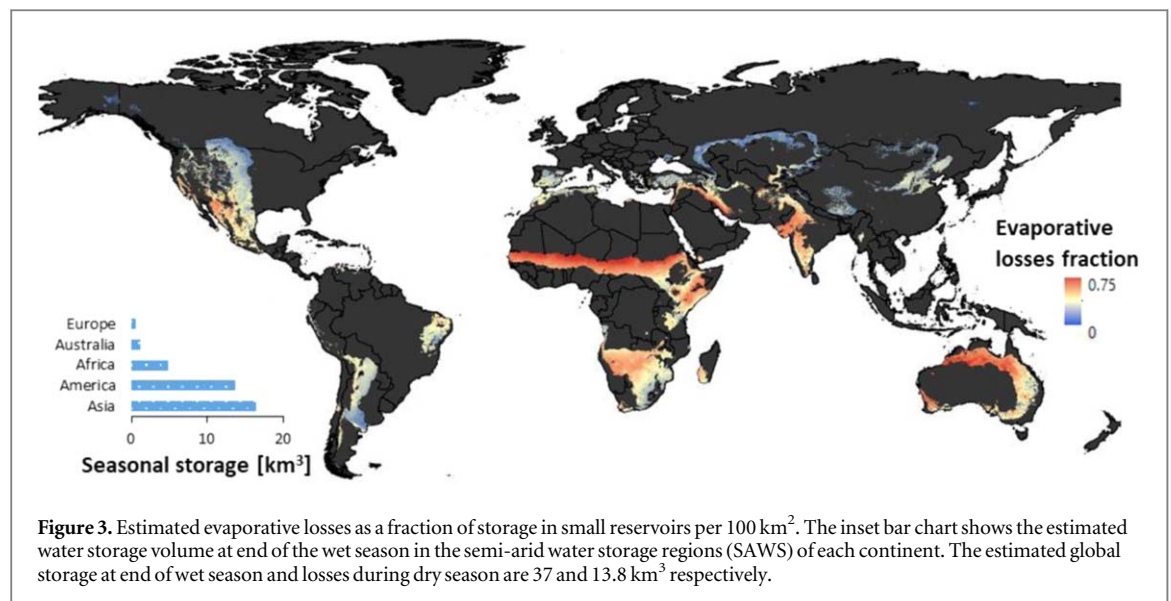 Evaporative
losses fraction
0.75
0
Europe
Australia
Africa
America
Asia
0 10 20
Seasonal storage [km³]
Figure 3. Estimated evaporative losses as a fraction of storage in small reservoirs per 100 km². The inset bar chart shows the estimated
water storage volume at end of the wet season in the semi-arid water storage regions (SAWS) of each continent. The estimated global
storage at end of wet season and losses during dry season are 37 and 13.8 km³ respectively.